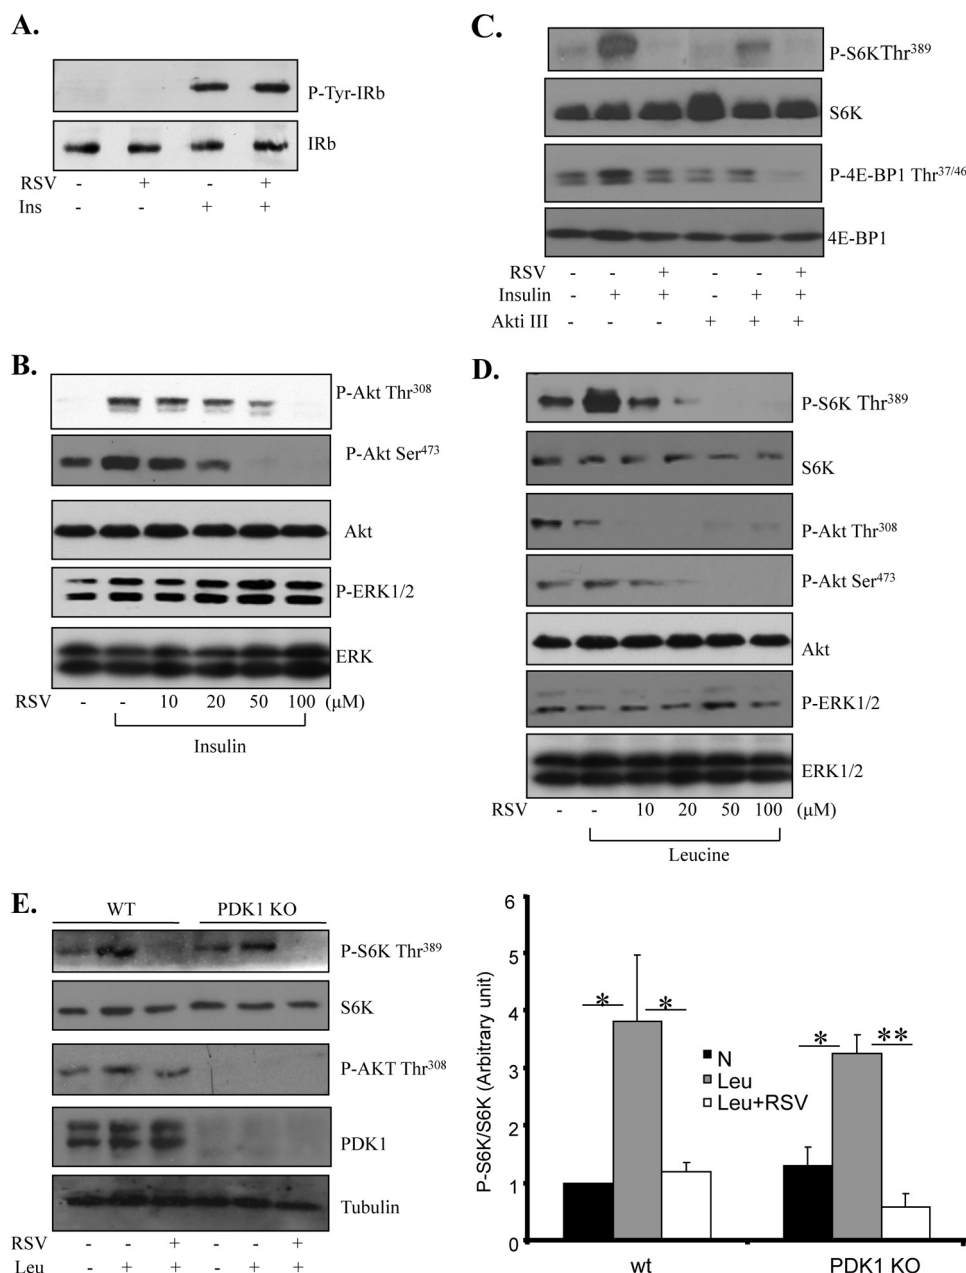 A.
P-Tyr-IRb
IRb
RSV - + - +
Ins - - + +
B.
P-Akt Thr308
P-Akt Ser473
Akt
P-ERK1/2
ERK
RSV - - 10 20 50 100 (µM)
Insulin
C.
P-S6KThr389
S6K
P-4E-BP1 Thr37/46
4E-BP1
RSV - - + - - +
Insulin - + + - + +
Akti III - - - + + +
D.
P-S6K Thr389
S6K
P-Akt Thr308
P-Akt Ser473
Akt
P-ERK1/2
ERK1/2
RSV - - 10 20 50 100 (µM)
Leucine
E.
WT PDK1 KO
P-S6K Thr389
S6K
P-AKT Thr308
PDK1
Tubulin
RSV - - + - - +
Leu - + + - + +
P-S6K/S6K (Arbitrary unit)
6
5
4
3
2
1
0
* * * **
N
Leu
Leu+RSV
wt PDK1 KO